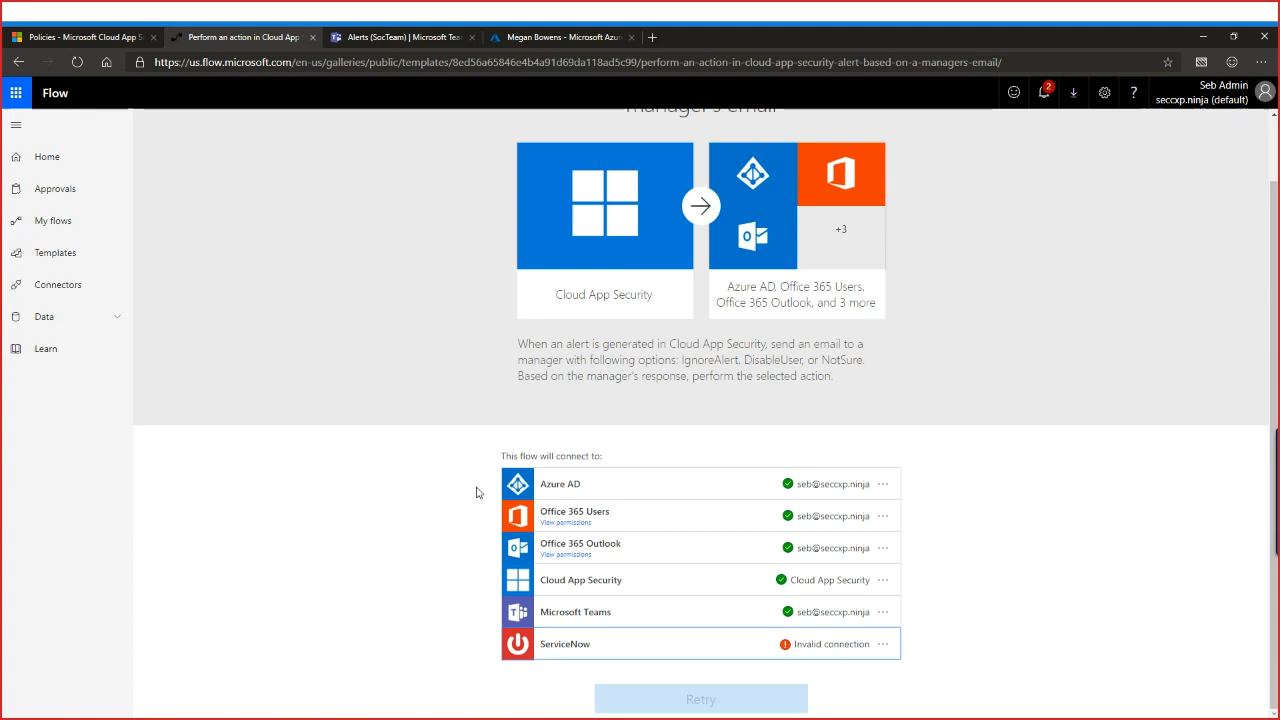 Policies - Microsoft Cloud App S
Perform an action in Cloud App
Alerts (SocTeam) | Microsoft Tea
Megan Bowens - Microsoft Azu
https://us.flow.microsoft.com/en-us/galleries/public/templates/8ed56a65846e4b4a91d69da118ad5c99/perform-an-action-in-cloud-app-security-alert-based-on-a-managers-email/
Flow
2
?
Seb Admin
seccxp.ninja (default)
Home
Approvals
My flows
Templates
Connectors
Data
Learn
manager's email
+3
Cloud App Security
Azure AD, Office 365 Users,
Office 365 Outlook, and 3 more
When an alert is generated in Cloud App Security, send an email to a
manager with following options: IgnoreAlert, DisableUser, or NotSure.
Based on the manager's response, perform the selected action.
This flow will connect to:
Azure AD
seb@seccxp.ninja
Office 365 Users
View permissions
seb@seccxp.ninja
Office 365 Outlook
View permissions
seb@seccxp.ninja
Cloud App Security
Cloud App Security
Microsoft Teams
seb@seccxp.ninja
ServiceNow
Invalid connection
Retry